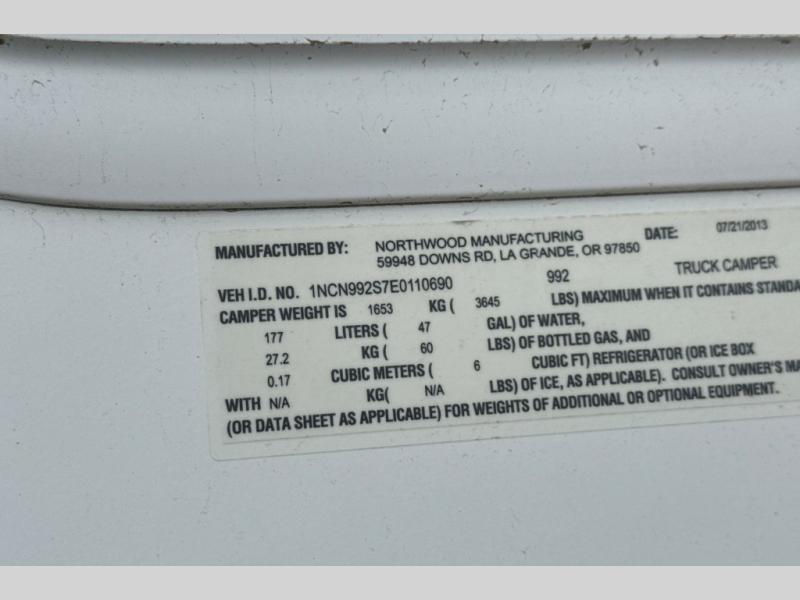 MANUFACTURED BY: NORTHWOOD MANUFACTURING DATE: 07/21/2013
59948 DOWNS RD, LA GRANDE, OR 97850
VEH I.D. NO. 1NCN992S7E0110690 992 TRUCK CAMPER
CAMPER WEIGHT IS 1653 KG ( 3645 LBS) MAXIMUM WHEN IT CONTAINS STANDA
177 LITERS ( 47 GAL) OF WATER,
27.2 KG ( 60 LBS) OF BOTTLED GAS, AND
0.17 CUBIC METERS ( 6 CUBIC FT) REFRIGERATOR (OR ICE BOX
WITH N/A KG( N/A LBS) OF ICE, AS APPLICABLE). CONSULT OWNER'S MA
(OR DATA SHEET AS APPLICABLE) FOR WEIGHTS OF ADDITIONAL OR OPTIONAL EQUIPMENT.